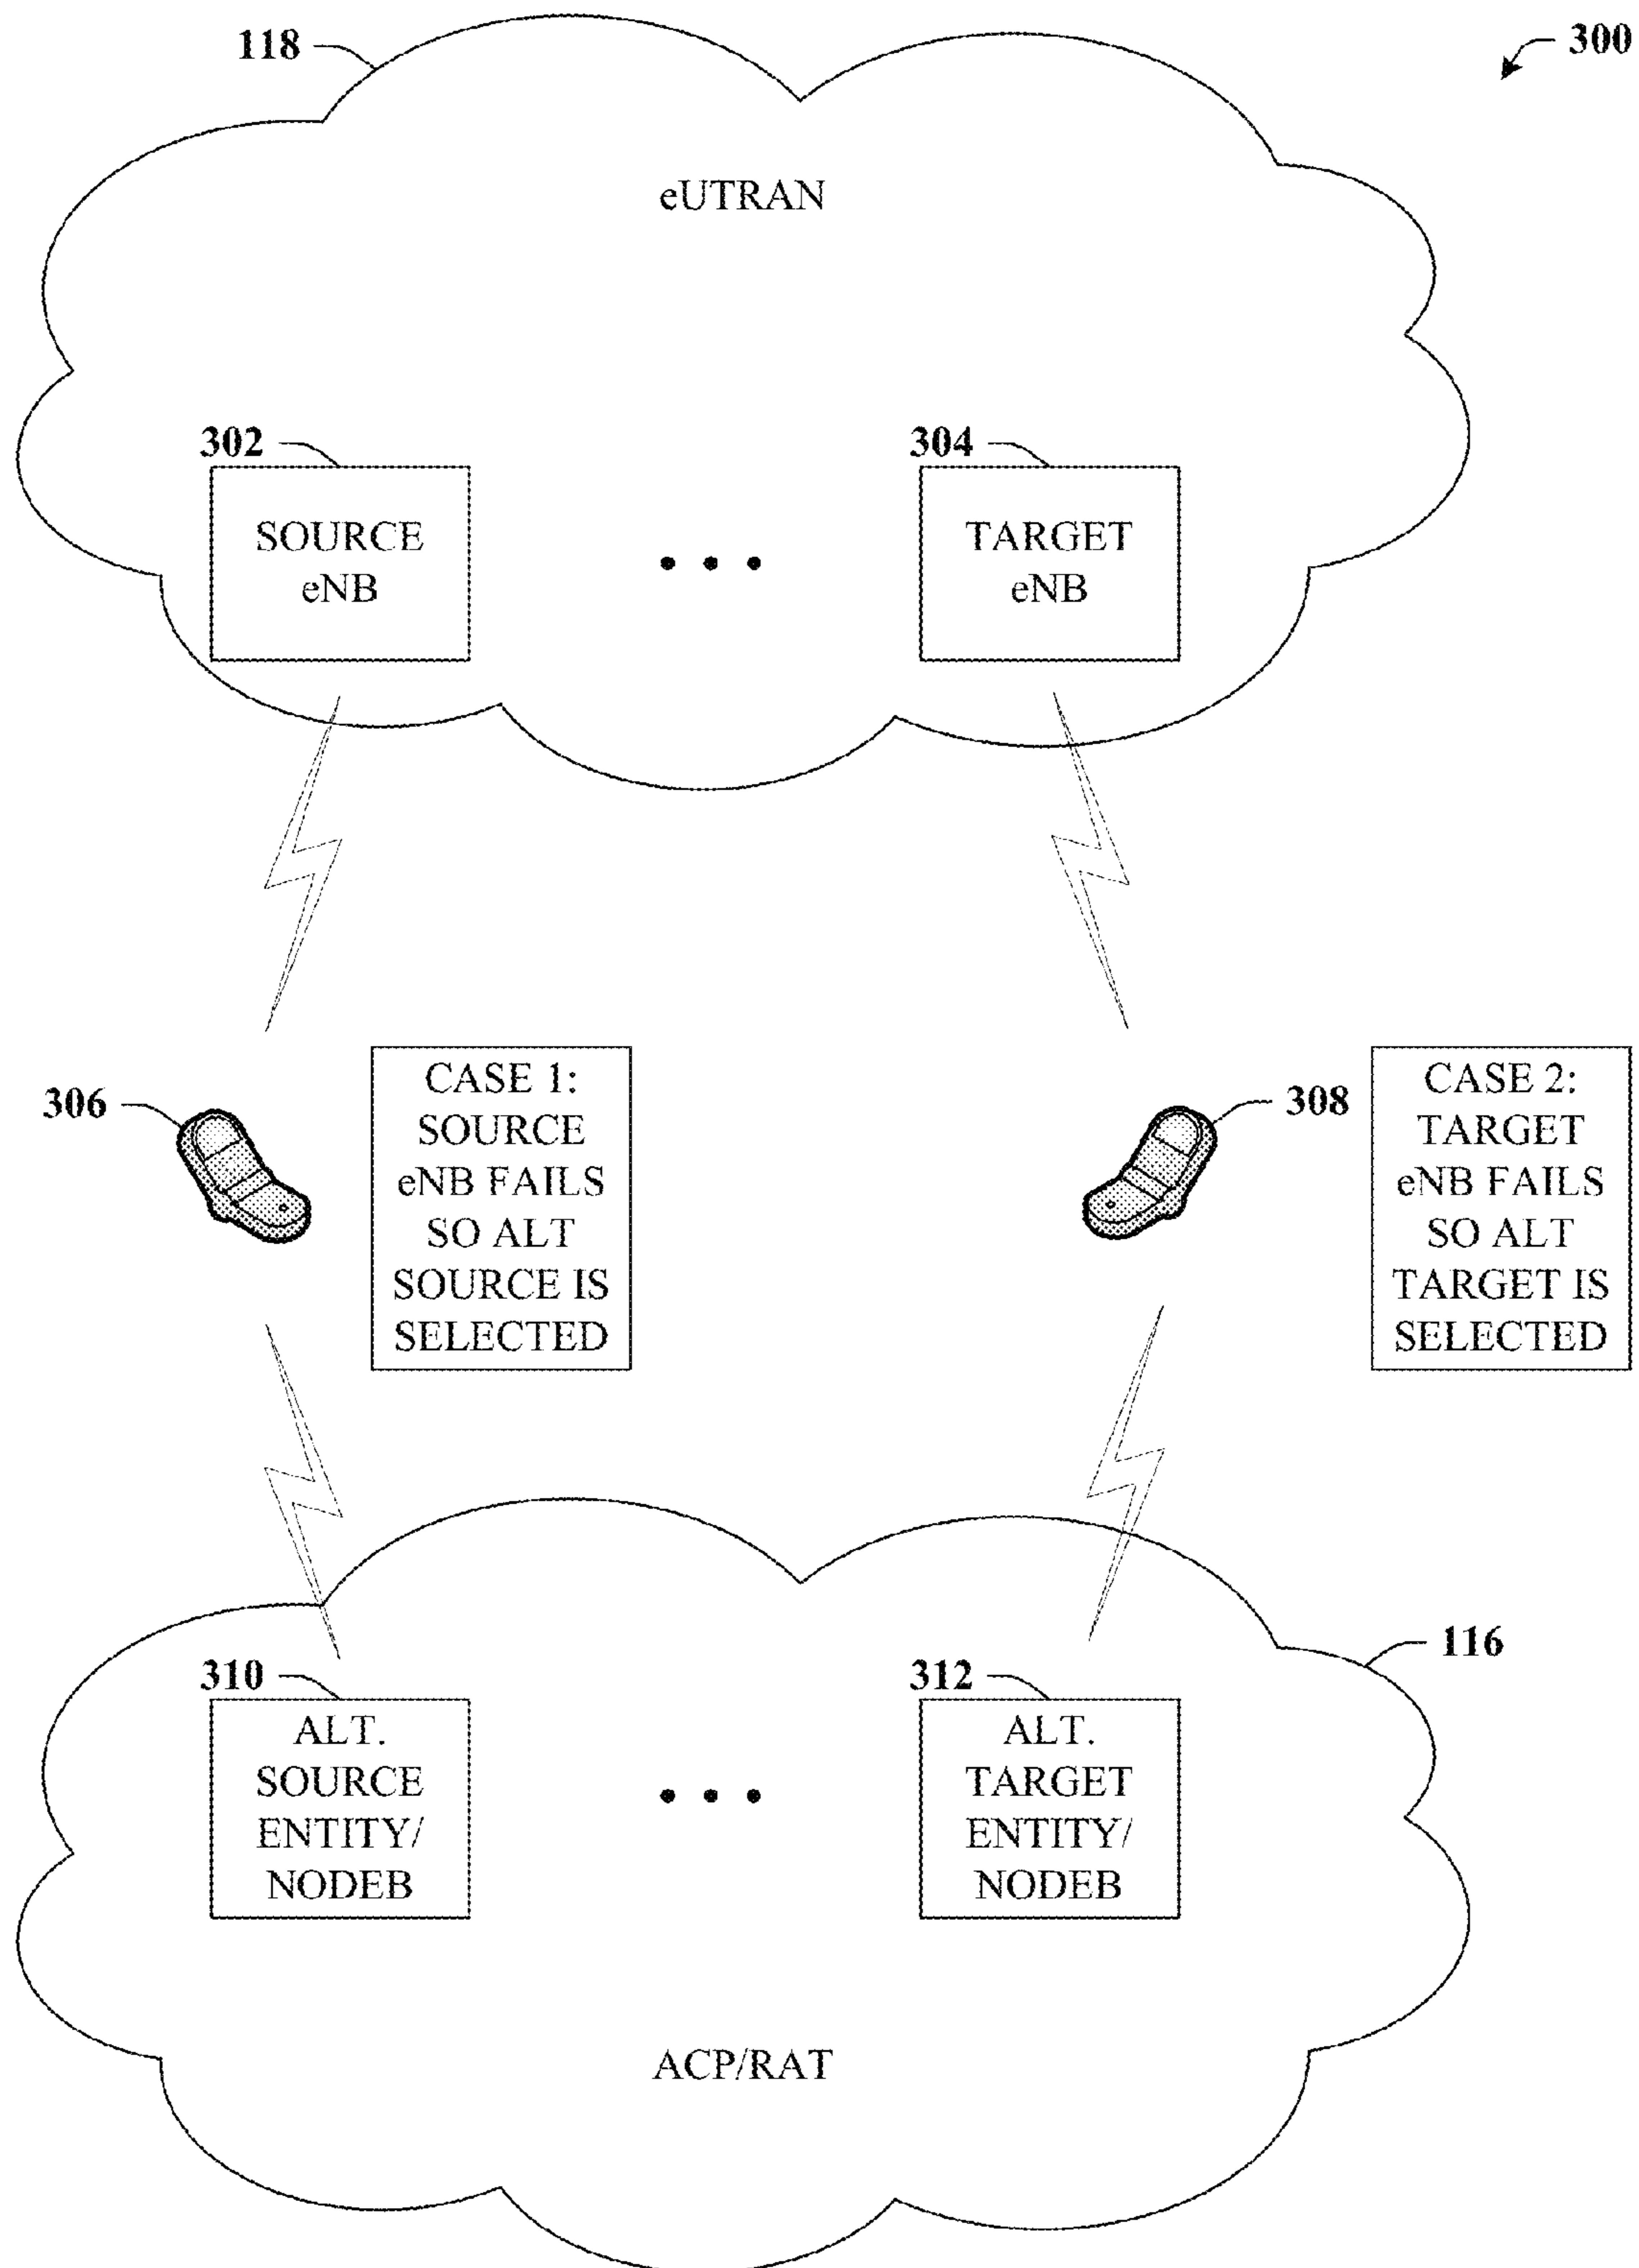 118
300
eUTRAN
302
304
SOURCE
eNB
TARGET
eNB
306
CASE 1:
SOURCE
eNB FAILS
SO ALT
SOURCE IS
SELECTED
308
CASE 2:
TARGET
eNB FAILS
SO ALT
TARGET IS
SELECTED
116
310
312
ALT.
SOURCE
ENTITY/
NODEB
ALT.
TARGET
ENTITY/
NODEB
ACP/RAT